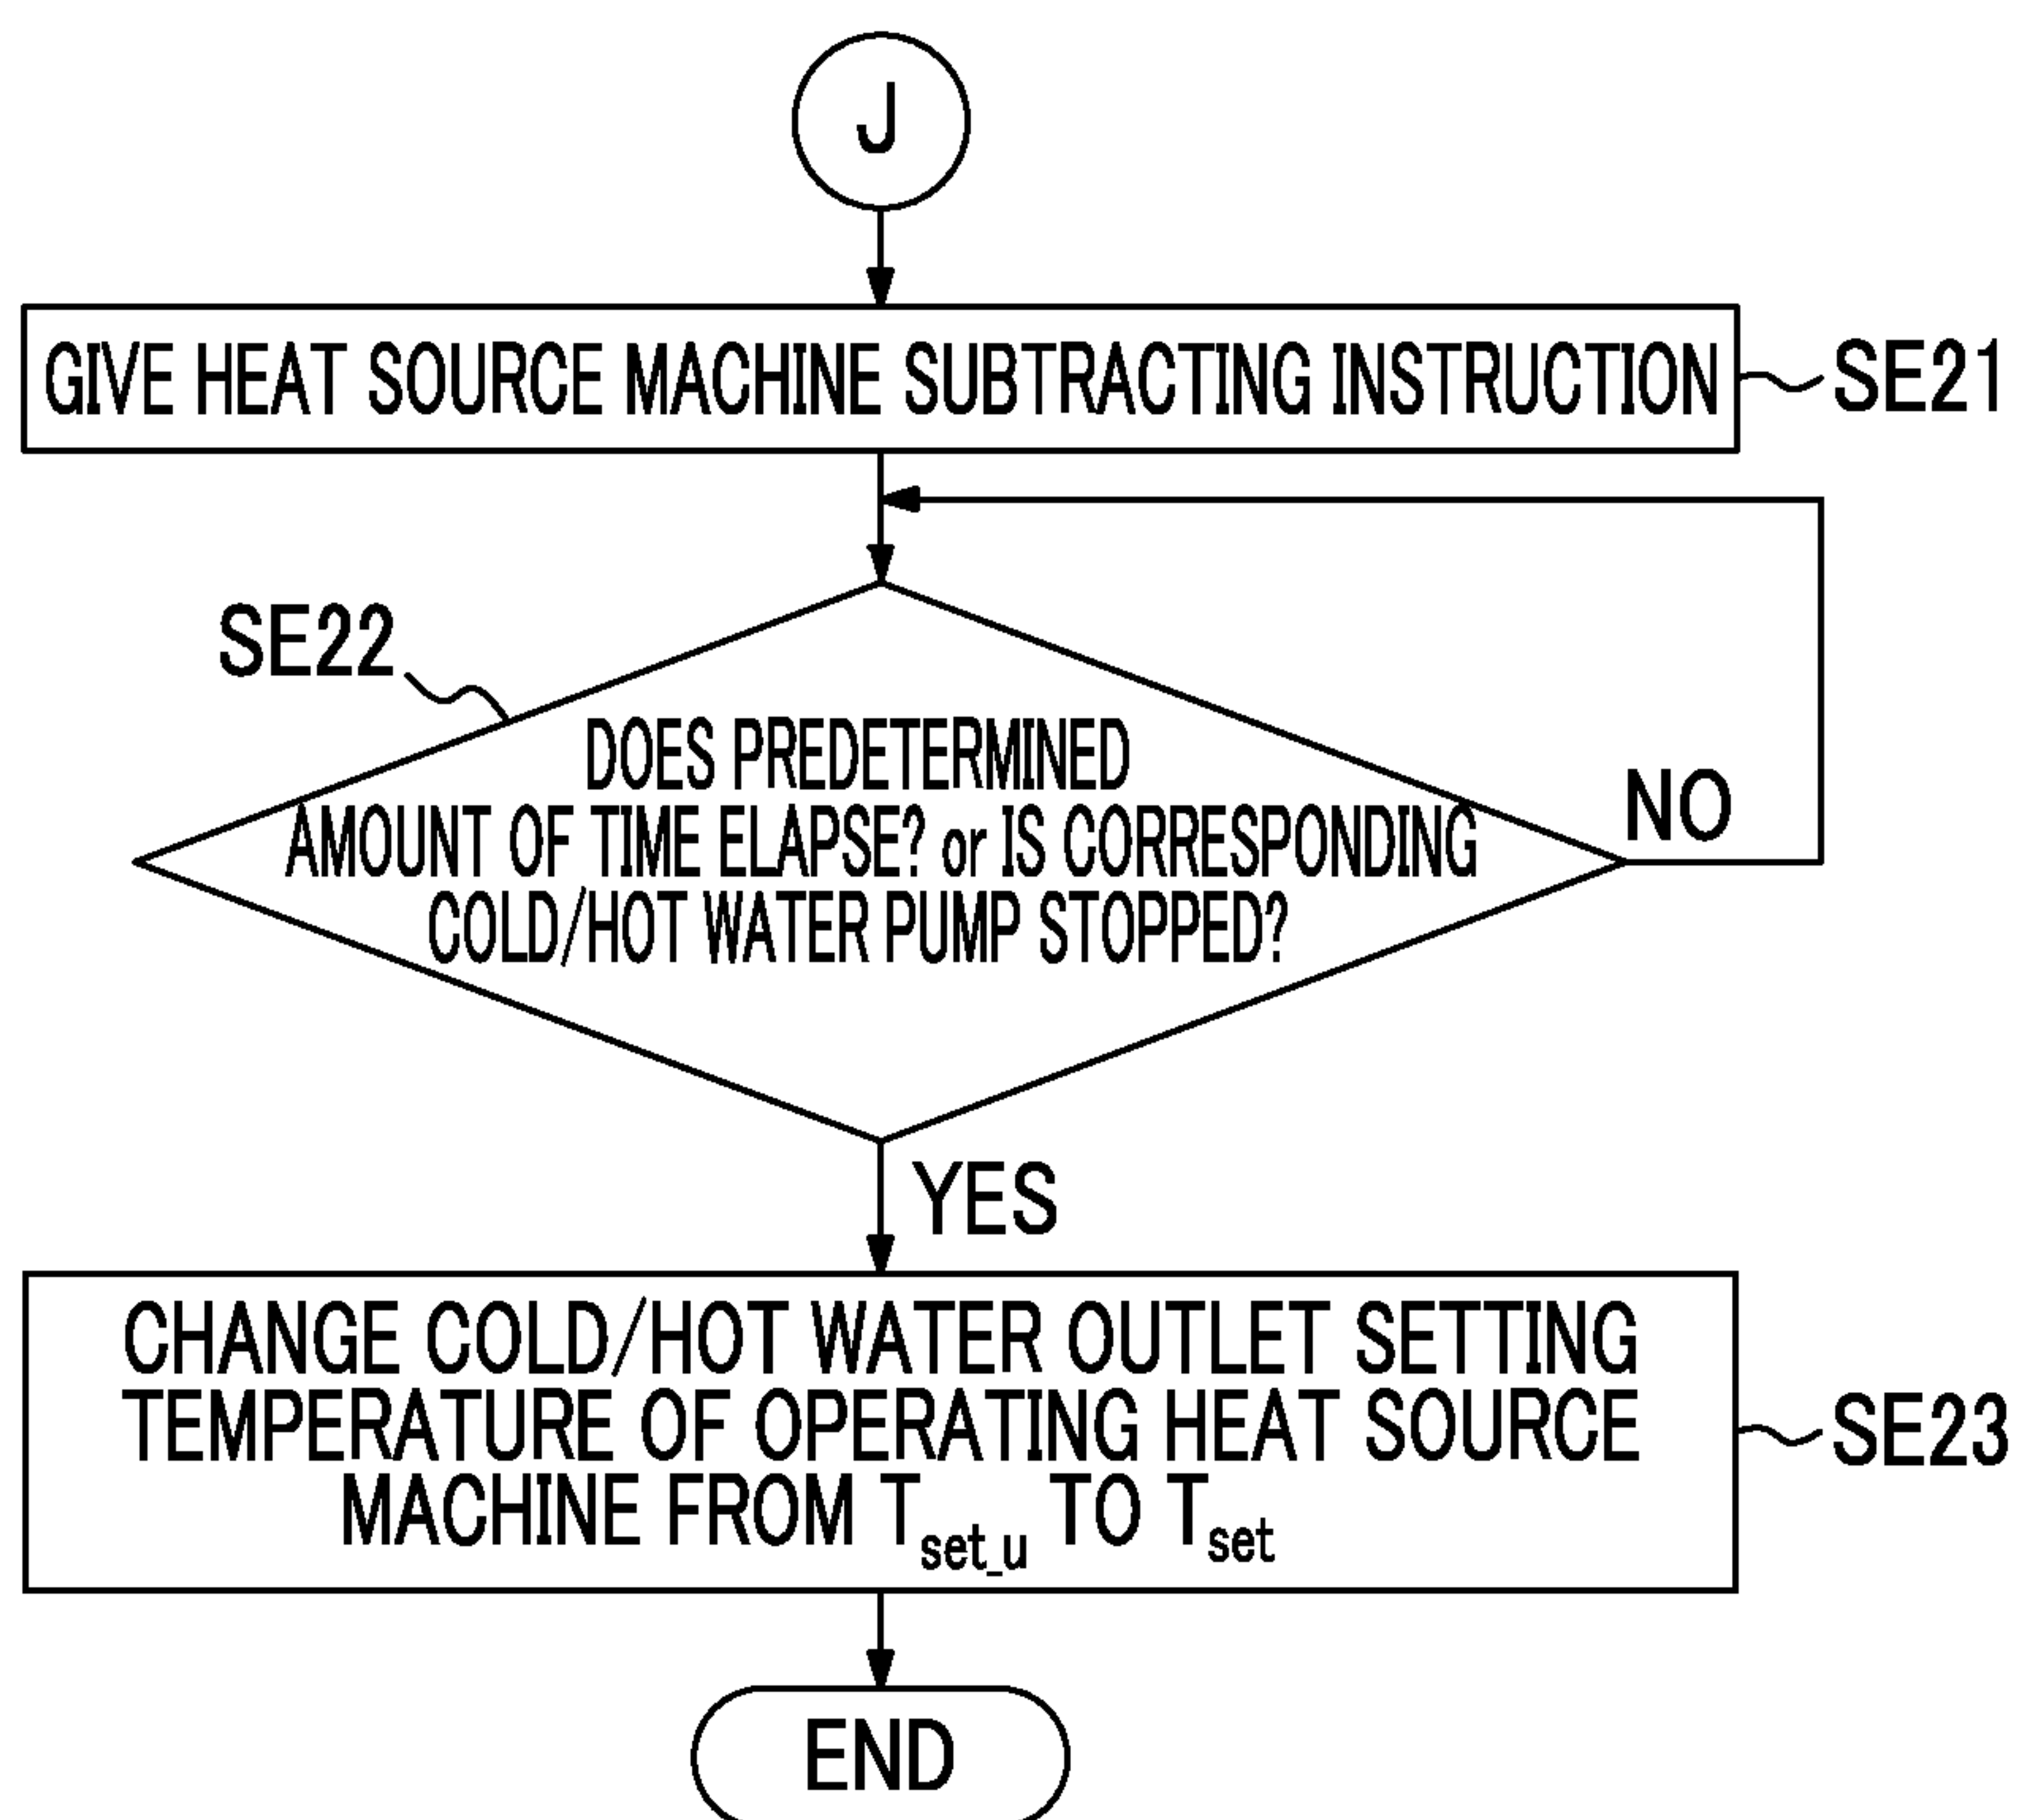 J
GIVE HEAT SOURCE MACHINE SUBTRACTING INSTRUCTION
SE21
SE22
DOES PREDETERMINED
AMOUNT OF TIME ELAPSE? or IS CORRESPONDING
COLD/HOT WATER PUMP STOPPED?
NO
YES
CHANGE COLD/HOT WATER OUTLET SETTING
TEMPERATURE OF OPERATING HEAT SOURCE
MACHINE FROM T_set_u TO T_set
SE23
END